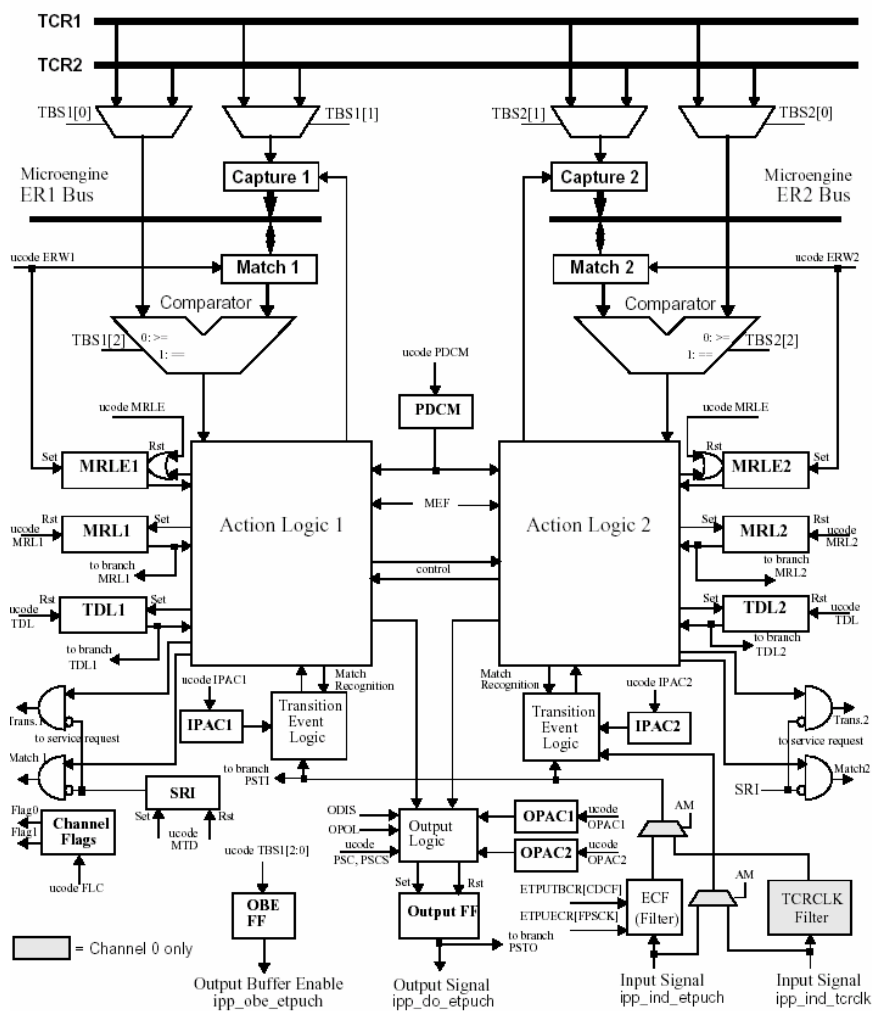 TCR1
TCR2
TBS1[0]
TBS1[1]
TBS2[1]
TBS2[0]
Microengine
ER1 Bus
Capture 1
Capture 2
Microengine
ER2 Bus
ucode ERW1
Match 1
Match 2
ucode ERW2
Comparator
Comparator
TBS1[2]
0: >=
1: ==
0: >=
1: ==
TBS2[2]
ucode PDCM
PDCM
ucode MRLE
ucode MRLE
Set
MRLE1
Rst
Rst
MRLE2
Set
Action Logic 1
MEF
Action Logic 2
control
Rst
ucode
MRL1
MRL1
Set
to branch
MRL1
Set
MRL2
Rst
ucode
MRL2
to branch
MRL2
ucode
TDL
Rst
TDL1
Set
to branch
TDL1
Set
TDL2
Rst
ucode
TDL
to branch
TDL2
Match
Recognition
Match
Recognition
Trans.1
to service request
Match 1
ucode IPAC1
IPAC1
Transition
Event
Logic
Transition
Event
Logic
ucode IPAC2
IPAC2
Trans.2
to service request
SRI
Match2
SRI
Set
Rst
ucode
MTD
to branch
PSTI
Flag0
Flag1
Channel
Flags
ucode FLC
ODIS
OPOL
ucode
PSC, PSCS
Output
Logic
OPAC1
ucode
OPAC1
OPAC2
ucode
OPAC2
AM
ucode TBS1[2:0]
OBE
FF
Set
Rst
Output FF
to branch
PSTO
ETPUTBCR[CDCF]
ETPUECR[FPSCK]
ECF
(Filter)
AM
TCRCLK
Filter
= Channel 0 only
Output Buffer Enable
ipp_obe_etpuch
Output Signal
ipp_do_etpuch
Input Signal
ipp_ind_etpuch
Input Signal
ipp_ind_tcrclk